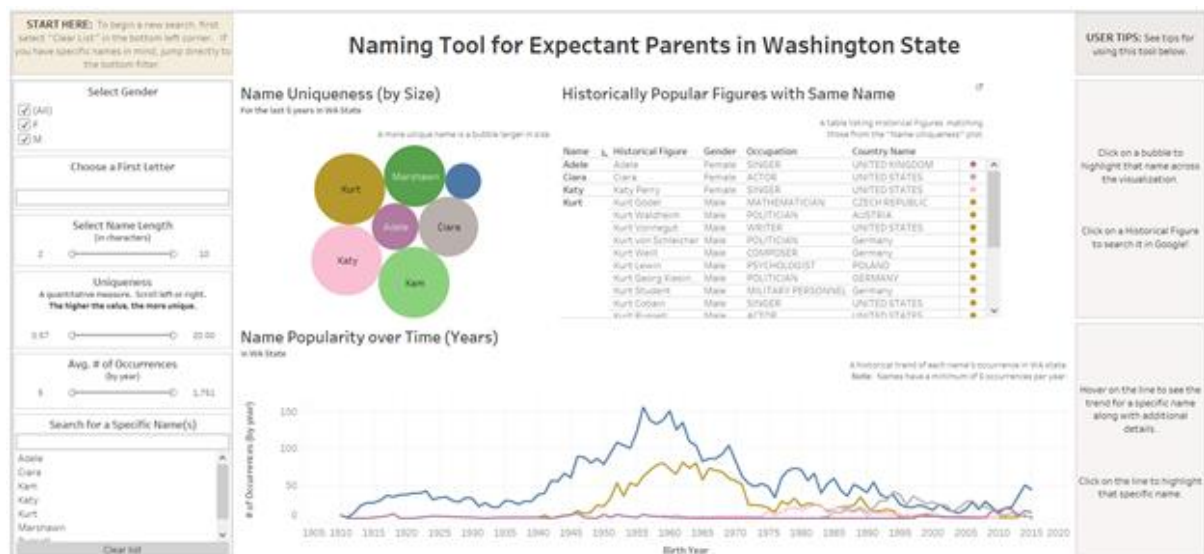 START HERE: To begin a new search, first
select "Clear List" in the bottom left corner. If
you have specific names in mind, jump directly to
the bottom filter.
Naming Tool for Expectant Parents in Washington State
USER TIPS: See tips for
using this tool below.
Select Gender
(All)
F
M
Choose a First Letter
Select Name Length
(in characters)
2
10
Uniqueness
A quantitative measure. Scroll left or right.
The higher the value, the more unique.
0.57
20.00
Avg. # of Occurrences
(by year)
5
1,751
Search for a Specific Name(s)
Adele
Ciara
Kam
Katy
Kurt
Marshawn
Clear list
Name Uniqueness (by Size)
For the last 5 years in WA State
A more unique name is a bubble larger in size
Kurt
Marshawn
Adele
Ciara
Katy
Kam
Historically Popular Figures with Same Name
A table listing historical figures matching
those from the "Name uniqueness" plot.
Name Historical Figure Gender Occupation Country Name
Adele Adele Female SINGER UNITED KINGDOM
Ciara Ciara Female ACTOR UNITED STATES
Katy Katy Perry Female SINGER UNITED STATES
Kurt Kurt Godel Male MATHEMATICIAN CZECH REPUBLIC
Kurt Waldheim Male POLITICIAN AUSTRIA
Kurt Vonnegut Male WRITER UNITED STATES
Kurt von Schleicher Male POLITICIAN Germany
Kurt Weill Male COMPOSER Germany
Kurt Lewin Male PSYCHOLOGIST POLAND
Kurt Georg Male POLITICIAN GERMANY
Kurt Student Male MILITARY PERSONNEL Germany
Kurt Cobain Male SINGER UNITED STATES
Kurt Russell Male ACTOR UNITED STATES
Name Popularity over Time (Years)
in WA State
A historical trend of each name's occurrence in WA state
Note: Names have a minimum of 5 occurrences per year
# of Occurrences (by year)
150
100
50
0
1905 1910 1915 1920 1925 1930 1935 1940 1945 1950 1955 1960 1965 1970 1975 1980 1985 1990 1995 2000 2005 2010 2015 2020
Birth Year
Click on a bubble to
highlight that name across
the visualization.
Click on a Historical Figure
to search it in Google!
Hover on the line to see the
trend for a specific name
along with additional
details.
Click on the line to highlight
that specific name.